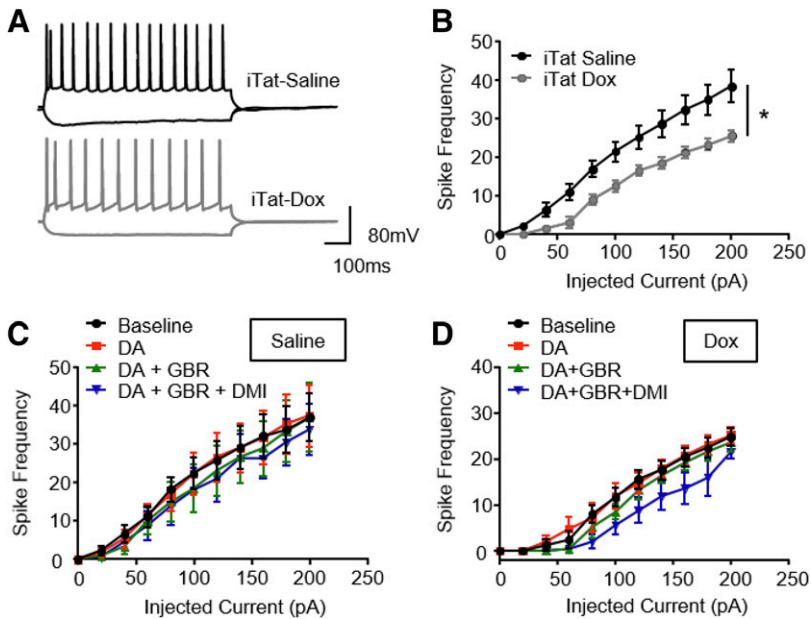 A
iTat-Saline
iTat-Dox
80mV
100ms
B
iTat Saline
iTat Dox
Spike Frequency
50
40
30
20
10
0
*
0 50 100 150 200 250
Injected Current (pA)
C
Baseline
DA
DA + GBR
DA + GBR + DMI
Saline
Spike Frequency
50
40
30
20
10
0
0 50 100 150 200 250
Injected Current (pA)
D
Baseline
DA
DA+GBR
DA+GBR+DMI
Dox
Spike Frequency
40
30
20
10
0
0 50 100 150 200 250
Injected Current (pA)